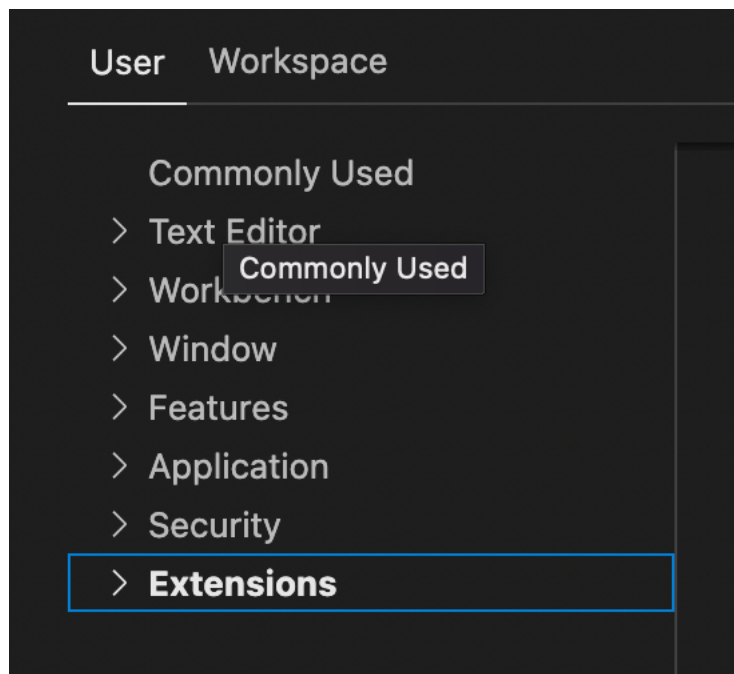 User Workspace
Commonly Used
Text Editor
Commonly Used
Workbench
Window
Features
Application
Security
Extensions